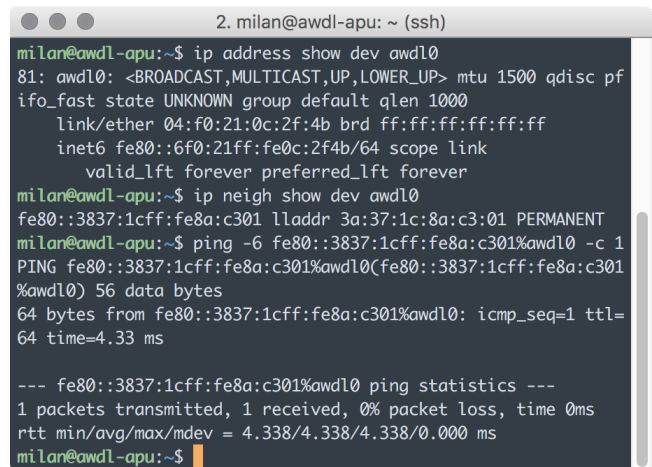 2. milan@awdl-apu: ~ (ssh)
milan@awdl-apu:~$ ip address show dev awdl0
81: awdl0: <BROADCAST,MULTICAST,UP,LOWER_UP> mtu 1500 qdisc pf
ifo_fast state UNKNOWN group default qlen 1000
    link/ether 04:f0:21:0c:2f:4b brd ff:ff:ff:ff:ff:ff
    inet6 fe80::6f0:21ff:fe0c:2f4b/64 scope link
       valid_lft forever preferred_lft forever
milan@awdl-apu:~$ ip neigh show dev awdl0
fe80::3837:1cff:fe8a:c301 lladdr 3a:37:1c:8a:c3:01 PERMANENT
milan@awdl-apu:~$ ping -6 fe80::3837:1cff:fe8a:c301%awdl0 -c 1
PING fe80::3837:1cff:fe8a:c301%awdl0(fe80::3837:1cff:fe8a:c301
%awdl0) 56 data bytes
64 bytes from fe80::3837:1cff:fe8a:c301%awdl0: icmp_seq=1 ttl=
64 time=4.33 ms

--- fe80::3837:1cff:fe8a:c301%awdl0 ping statistics ---
1 packets transmitted, 1 received, 0% packet loss, time 0ms
rtt min/avg/max/mdev = 4.338/4.338/4.338/0.000 ms
milan@awdl-apu:~$